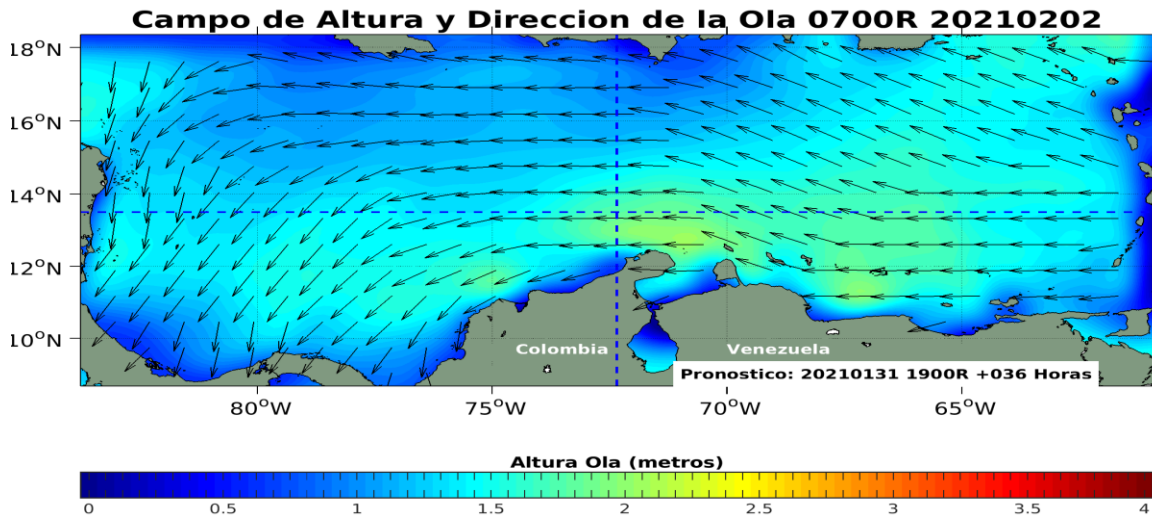 Campo de Altura y Direccion de la Ola 0700R 20210202
18°N
16°N
14°N
12°N
10°N
Colombia
Venezuela
Pronostico: 20210131 1900R +036 Horas
80°W
75°W
70°W
65°W
Altura Ola (metros)
0 0.5 1 1.5 2 2.5 3 3.5 4